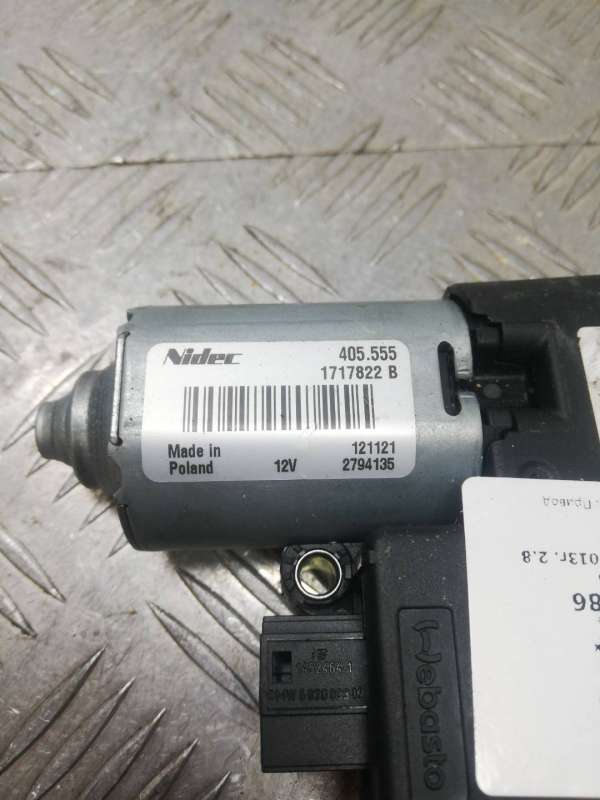 Nidec 405.555
1717822 B
Made in 121121
Poland 12V 2794135
Привод
013г. 2.8
86
Webasto